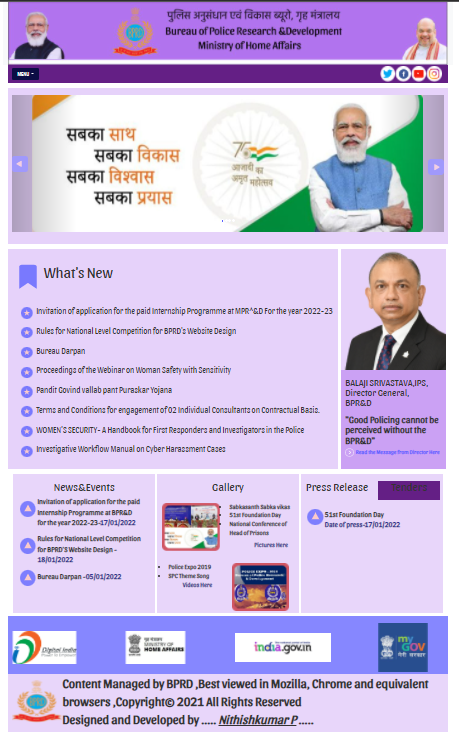 पुलिस अनुसंधान एवं विकास ब्यूरो, गृह मंत्रालय
Bureau of Police Research &Development
Ministry of Home Affairs
MENU
सबका साथ
सबका विकास
सबका विश्वास
सबका प्रयास
75
आज़ादी का
अमृत महोत्सव
What's New
Invitation of application for the paid Internship Programme at MPR^&D For the year 2022-23
Rules for National Level Competition for BPRD's Website Design
Bureau Darpan
Proceedings of the Webinar on Woman Safety with Sensitivity
Pandit Govind vallab pant Puraskar Yojana
Terms and Conditions for engagement of 02 Individual Consultants on Contractual Basis.
WOMEN'S SECURITY- A Handbook for First Responders and Investigators in the Police
Investigative Workflow Manual on Cyber Harassment Cases
BALAJI SRIVASTAVA,IPS,
Director General,
BPR&D
"Good Policing cannot be
perceived without the
BPR&D"
Read the Message from Director Here
News&Events
Invitation of application for the paid
Internship Programme at BPR&D
for the year 2022-23-17/01/2022
Rules for National Level Competition
for BPRD'S Website Design -
18/01/2022
Bureau Darpan -05/01/2022
Gallery
Sabkasanth Sabka vikas
51st Foundation Day
National Conference of
Head of Prisons
Pictures Here
Police Expo 2019
SPC Theme Song
Videos Here
Press Release
51st Foundation Day
Date of press-17/01/2022
Digital India
MINISTRY OF
HOME AFFAIRS
india.gov.in
my
GOV
मेरी सरकार
Content Managed by BPRD ,Best viewed in Mozilla, Chrome and equivalent
browsers ,Copyright© 2021 All Rights Reserved
Designed and Developed by ..... Nithishkumar P .....